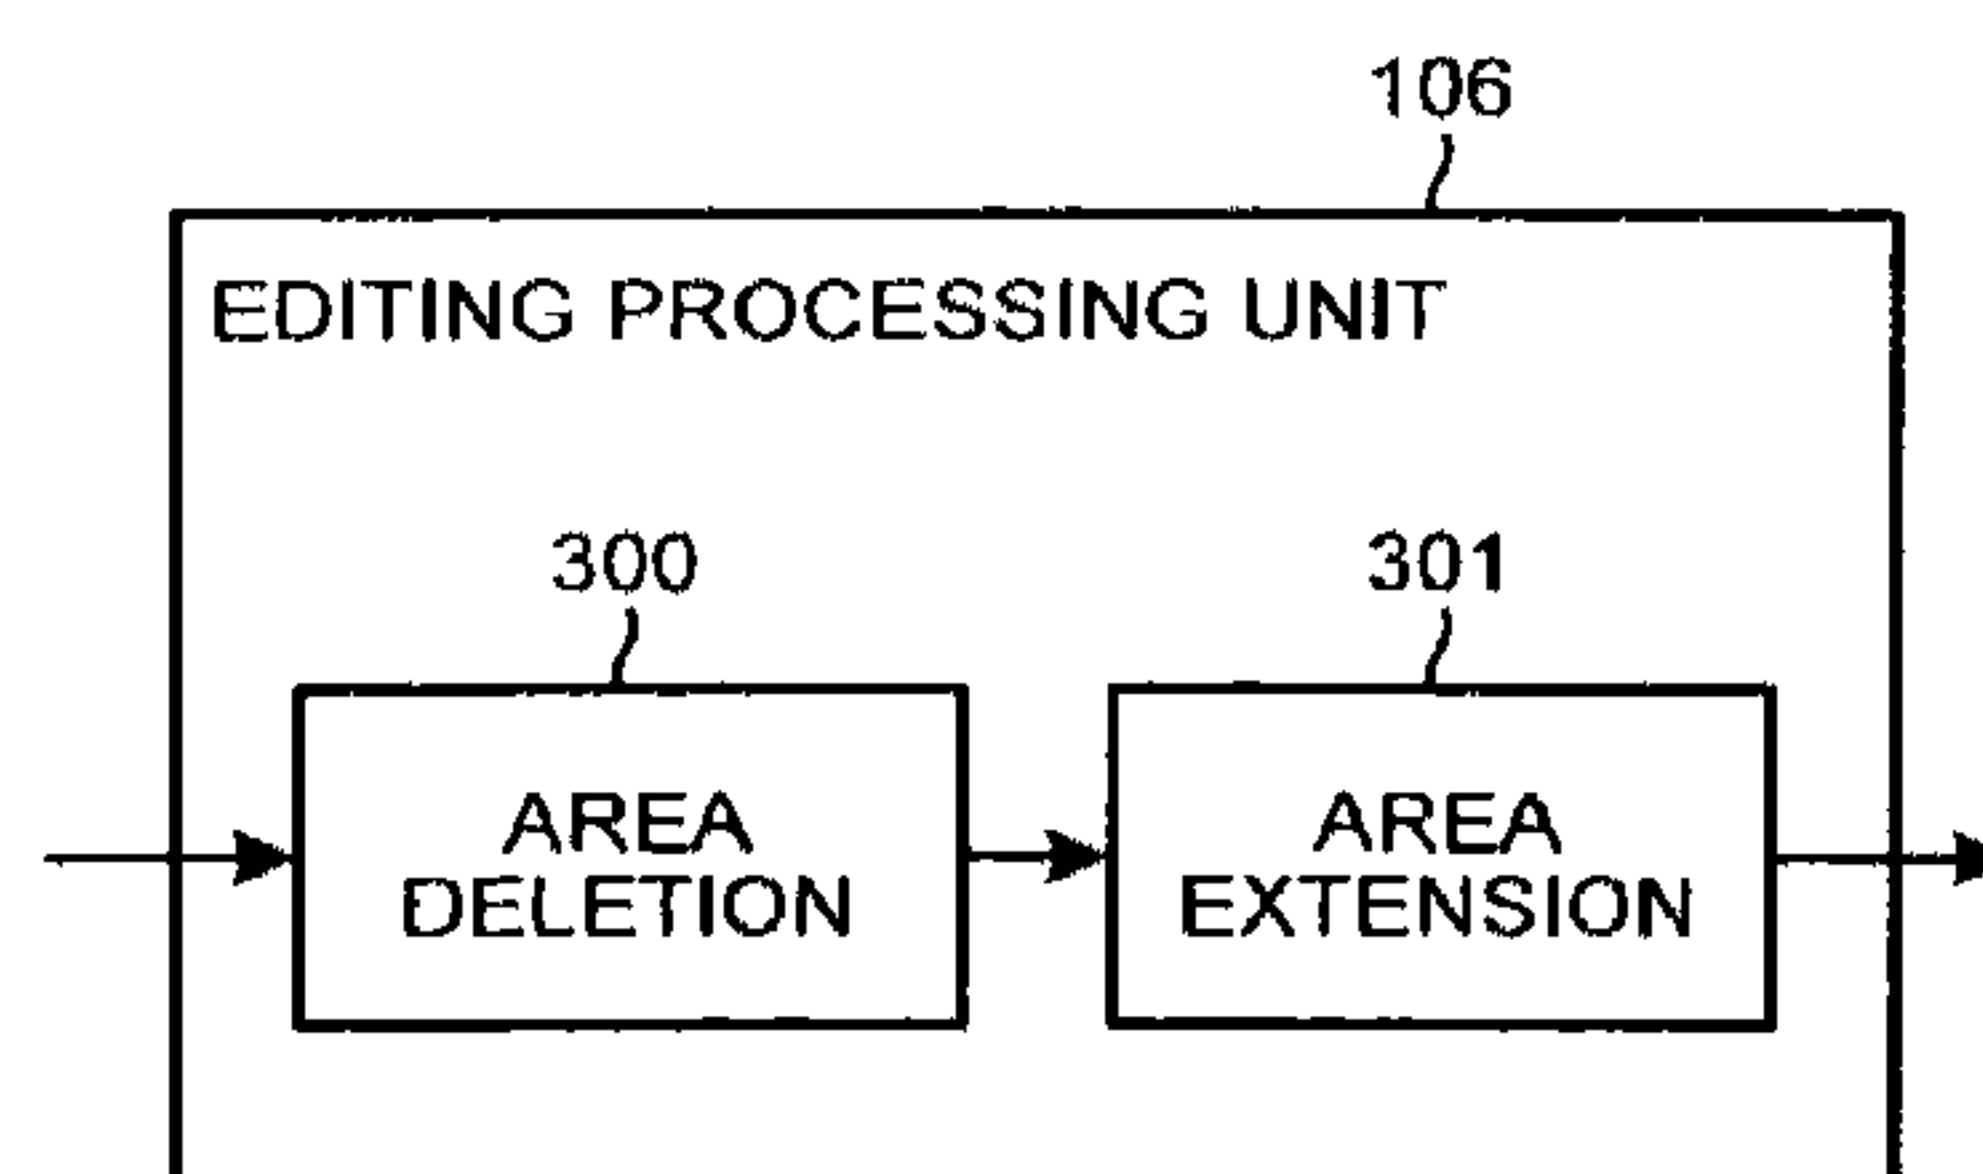 106
EDITING PROCESSING UNIT
300
301
AREA
DELETION
AREA
EXTENSION